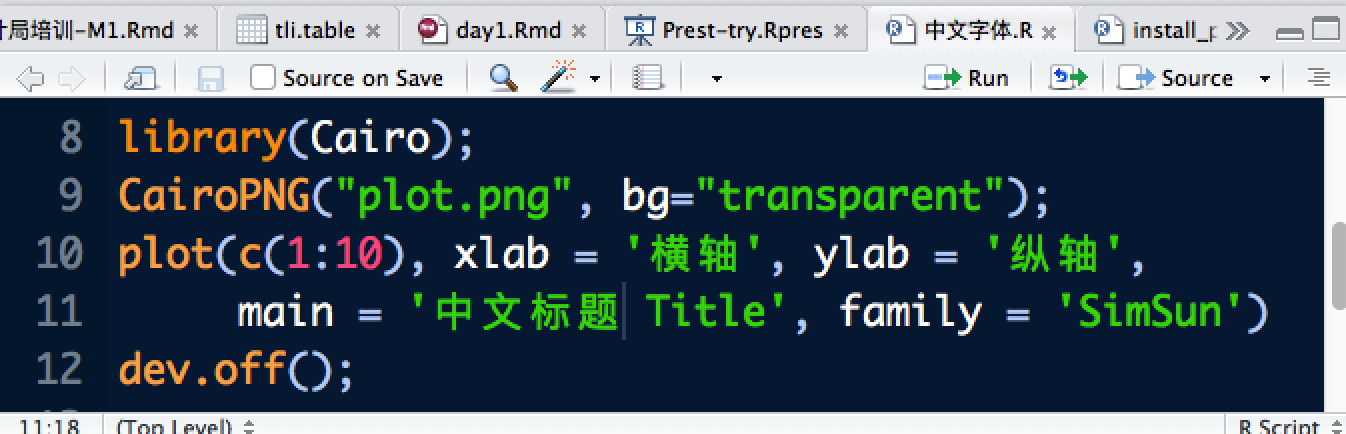 局培训-M1.Rmd tli.table day1.Rmd Prest-try.Rpres 中文字体.R install_
Source on Save Run Source
8 library(Cairo);
9 CairoPNG("plot.png", bg="transparent");
10 plot(c(1:10), xlab = '横轴', ylab = '纵轴',
11 main = '中文标题 Title', family = 'SimSun')
12 dev.off();
11:18 (Top Level) R Script